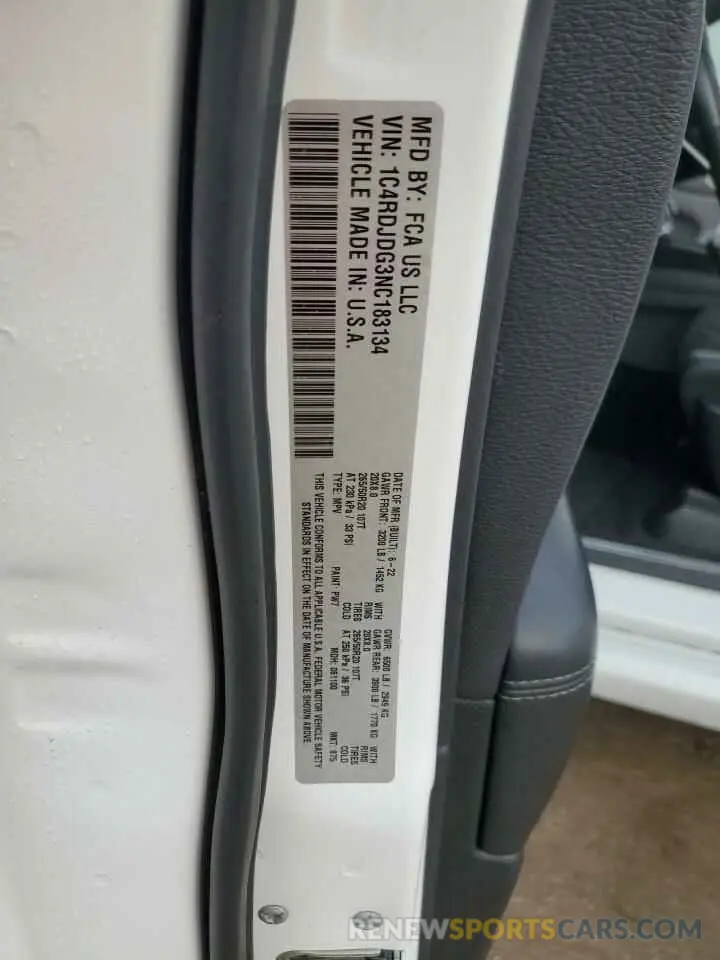 MFD BY: FCA US LLC
VIN: 1C4RDJDG3NC183134
VEHICLE MADE IN: U.S.A.
DATE OF MFR (BUILT): 6-22 GVWR: 6500 LB / 2949 KG
GAWR FRONT: 3200 LB / 1452 KG WITH GAWR REAR: 3900 LB / 1770 KG WITH
20X8.0 RIMS 20X8.0 RIMS
265/50R20 107T TIRES 265/50R20 107T TIRES
AT 230 kPa / 33 PSI COLD AT 250 kPa / 36 PSI COLD
TYPE: MPV PAINT: PW7 MDH: 061100 MKT: 875
THIS VEHICLE CONFORMS TO ALL APPLICABLE U.S.A. FEDERAL MOTOR VEHICLE SAFETY
STANDARDS IN EFFECT ON THE DATE OF MANUFACTURE SHOWN ABOVE.
RENEWSPORTSCARS.COM